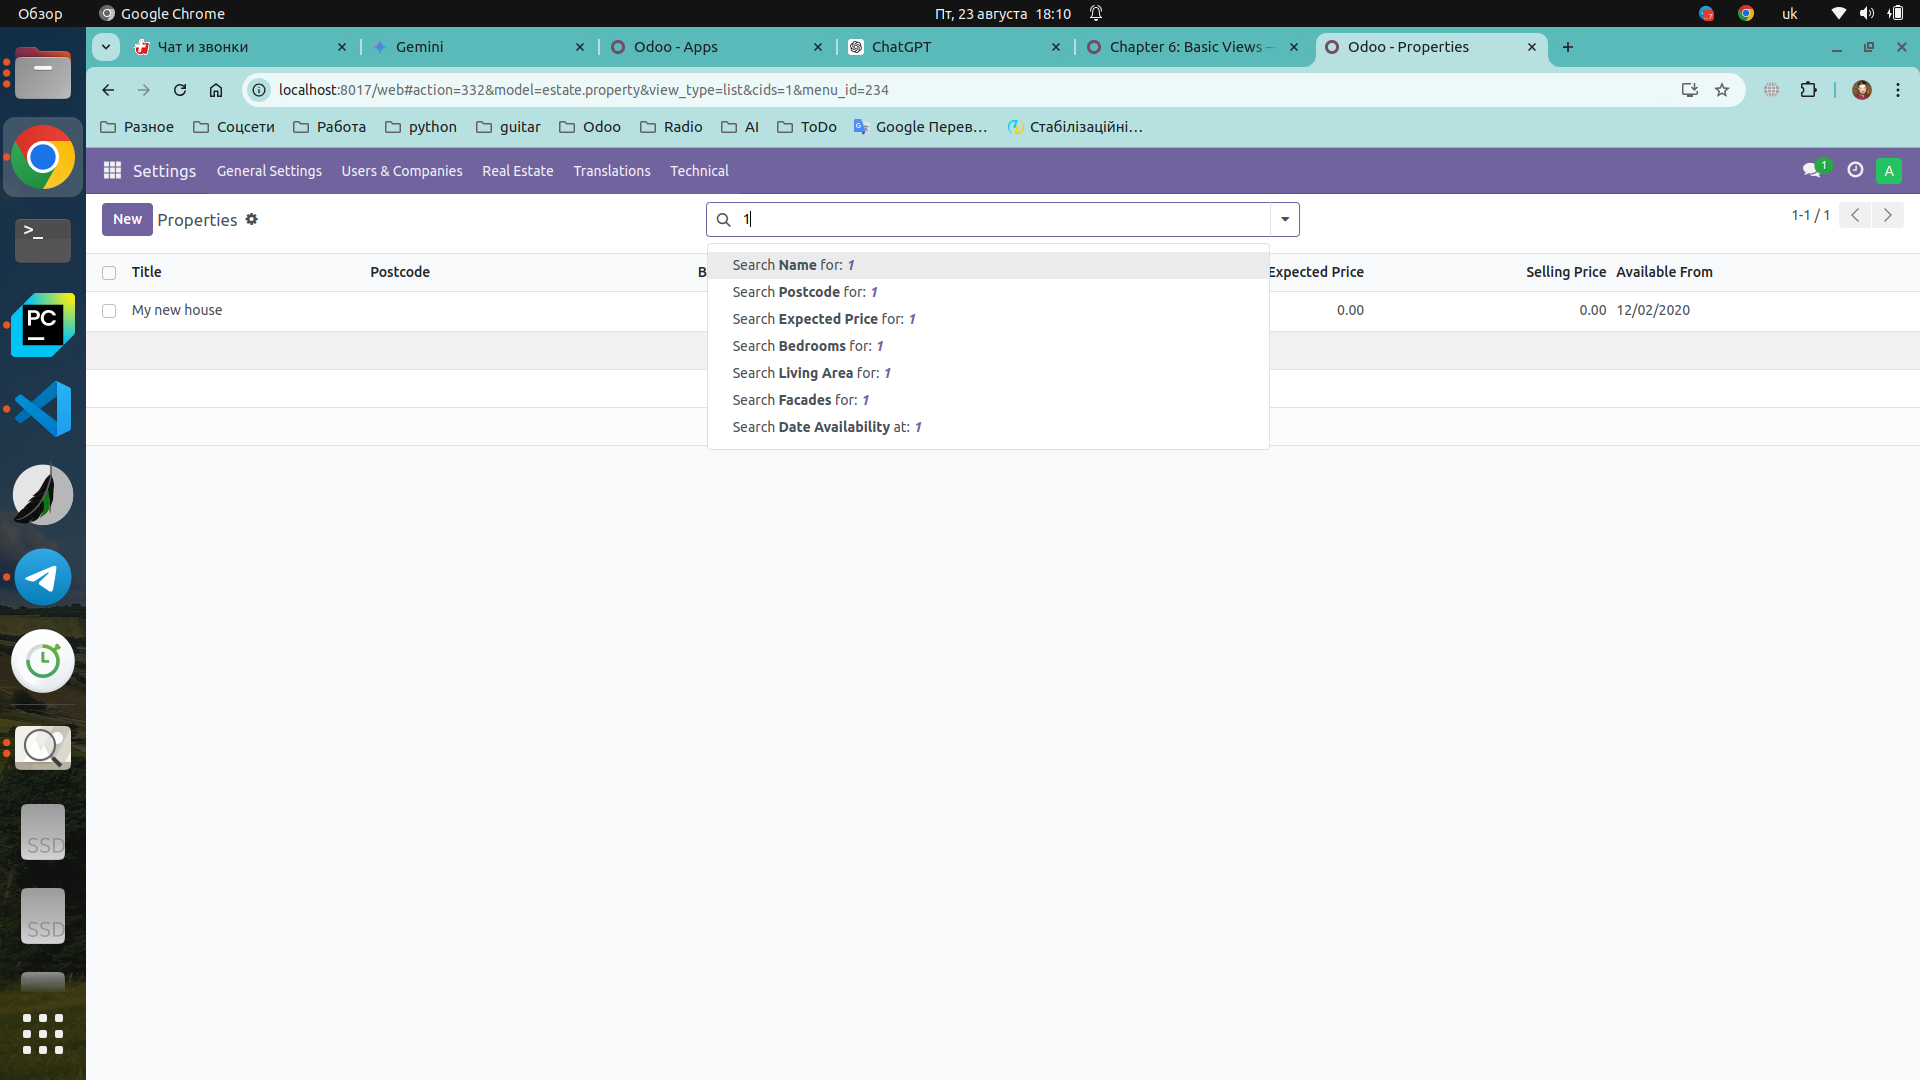 Обзор
Google Chrome
Пт, 23 августа 18:10
uk
Чат и звонки
Gemini
Odoo - Apps
ChatGPT
Chapter 6: Basic Views —
Odoo - Properties
localhost:8017/web#action=332&model=estate.property&view_type=list&cids=1&menu_id=234
Разное
Соцсети
Работа
python
guitar
Odoo
Radio
AI
ToDo
Google Перев…
Стабілізаційні…
Settings
General Settings
Users & Companies
Real Estate
Translations
Technical
1
A
New
Properties
1
1-1 / 1
Title
Postcode
B
Expected Price
Selling Price
Available From
My new house
0.00
0.00
12/02/2020
Search Name for: 1
Search Postcode for: 1
Search Expected Price for: 1
Search Bedrooms for: 1
Search Living Area for: 1
Search Facades for: 1
Search Date Availability at: 1
>_
PC
SSD
SSD